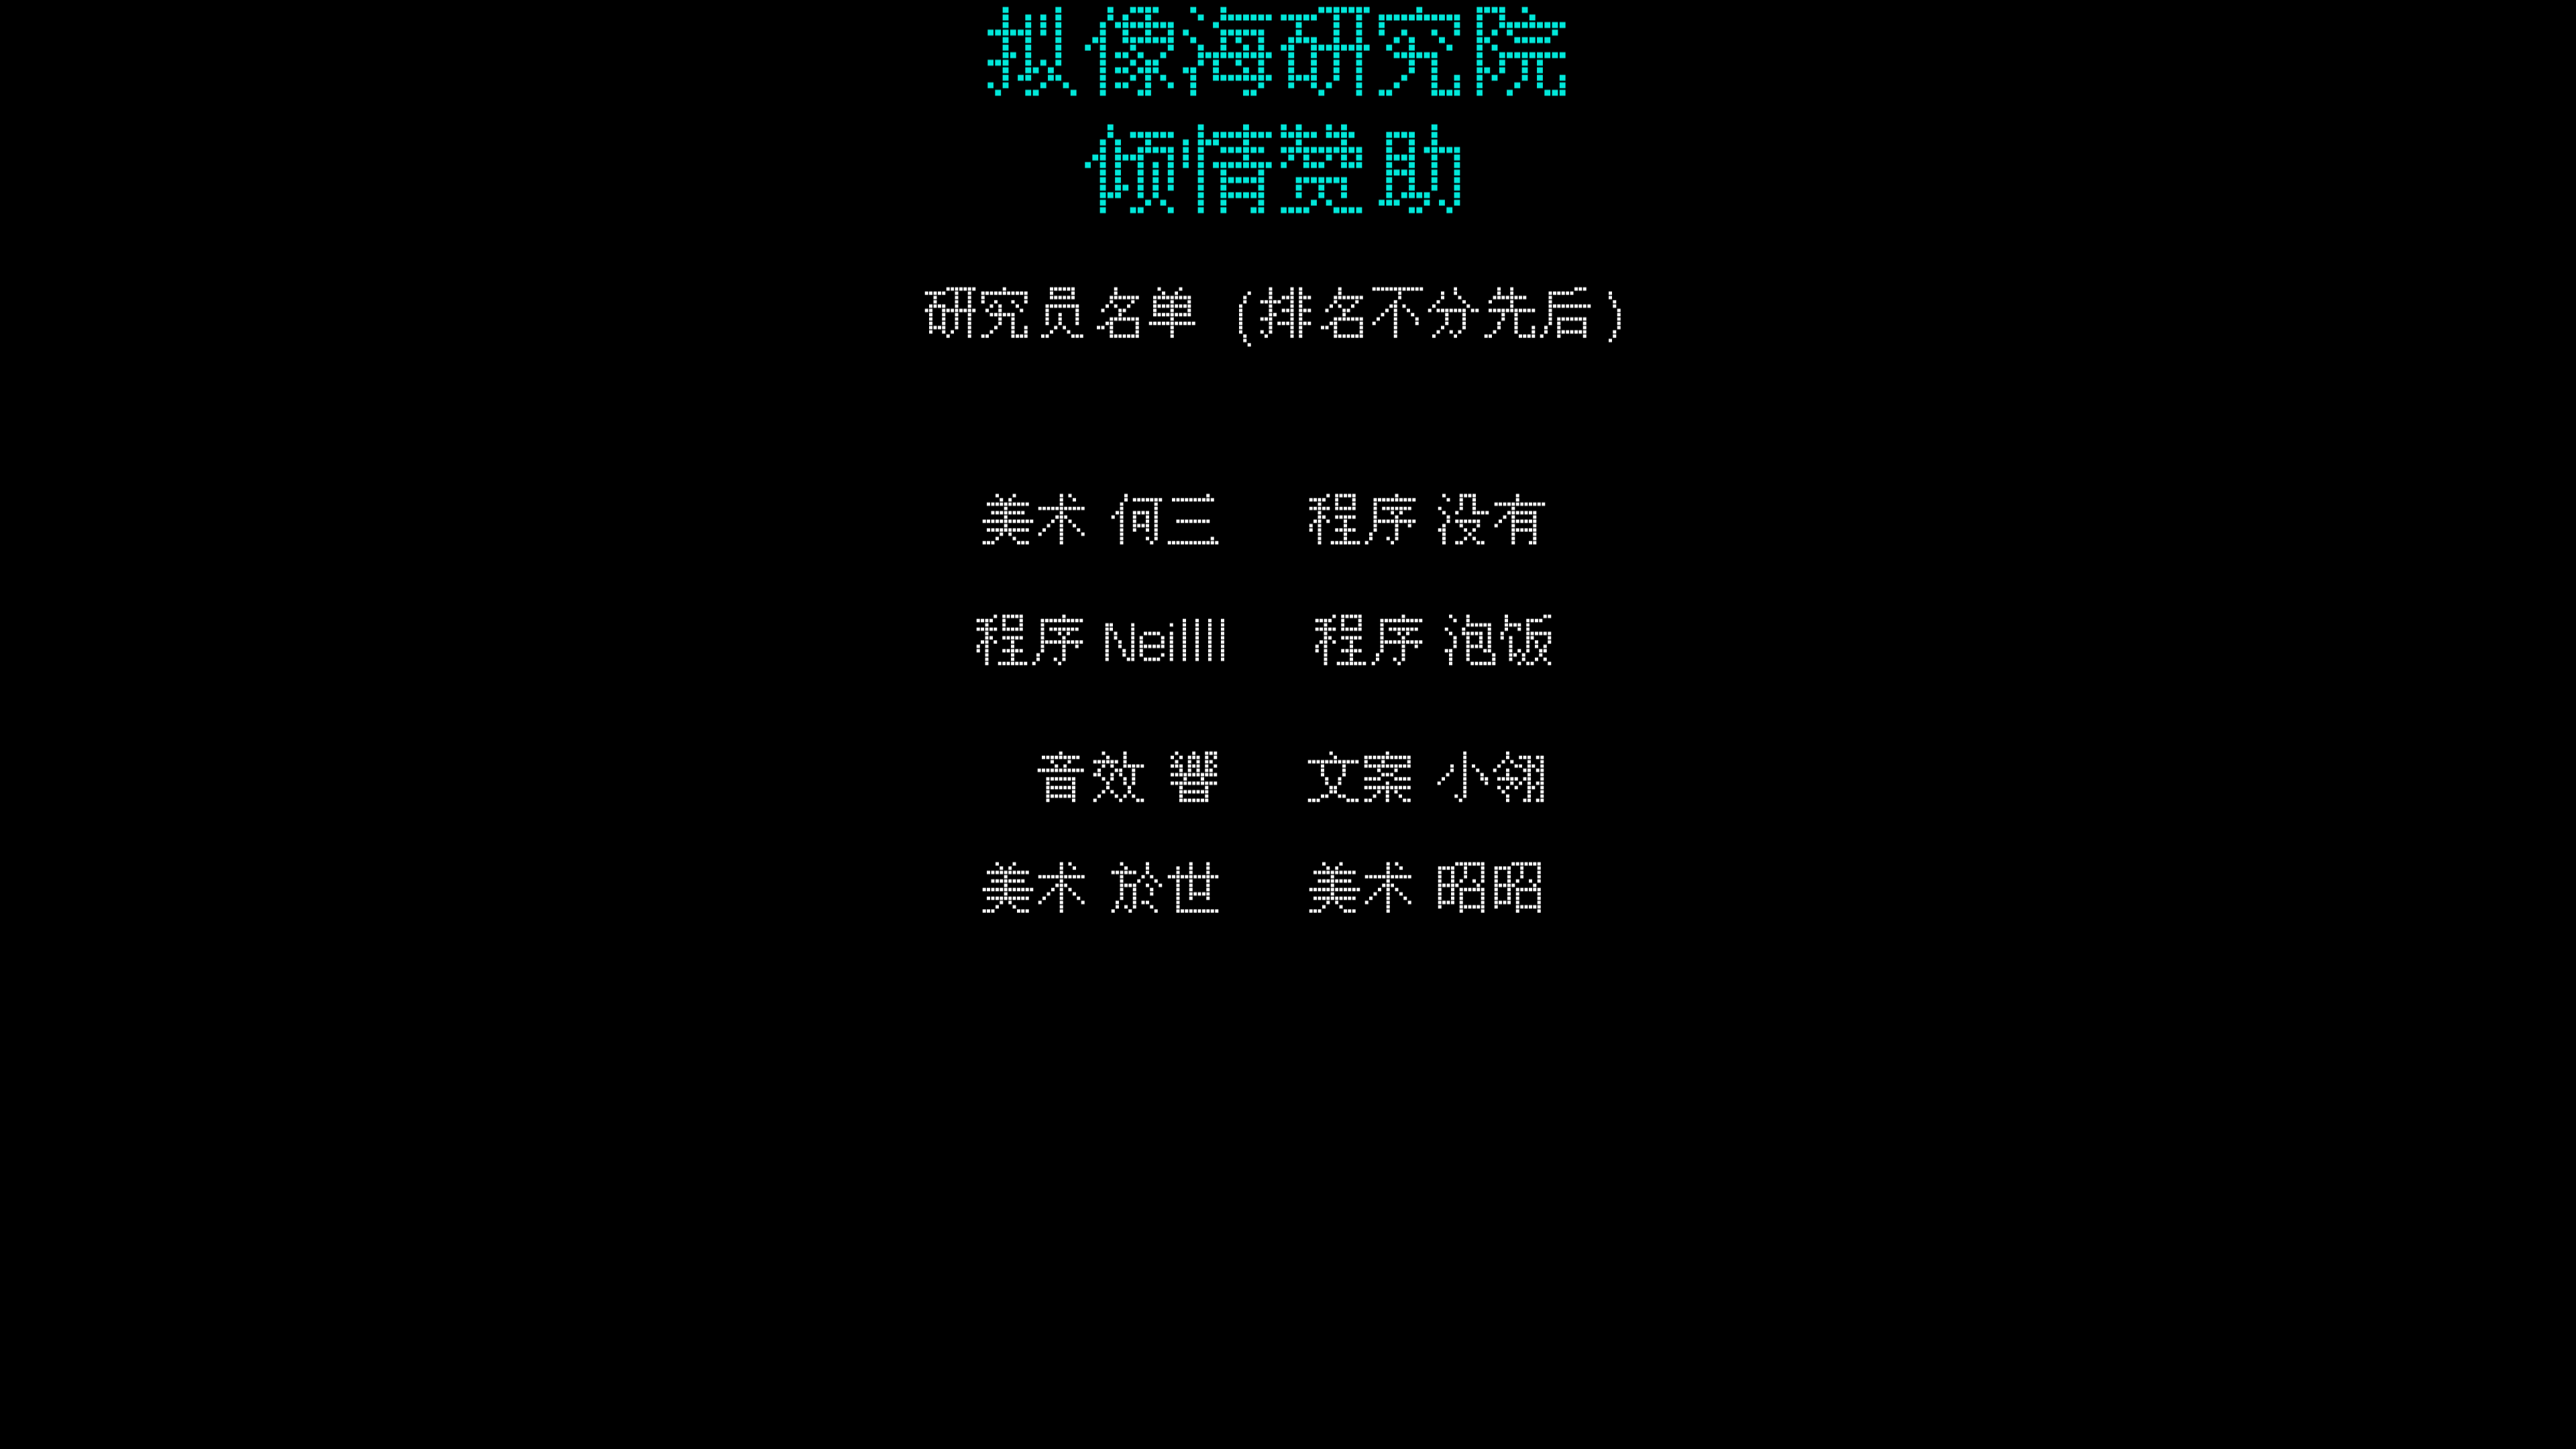 拟像海研究院
倾情赞助
研究员名单（排名不分先后）
美术 何三 程序 没有
程序 Neillll 程序 泡饭
音效 響 文案 小翎
美术 於世 美术 昭昭